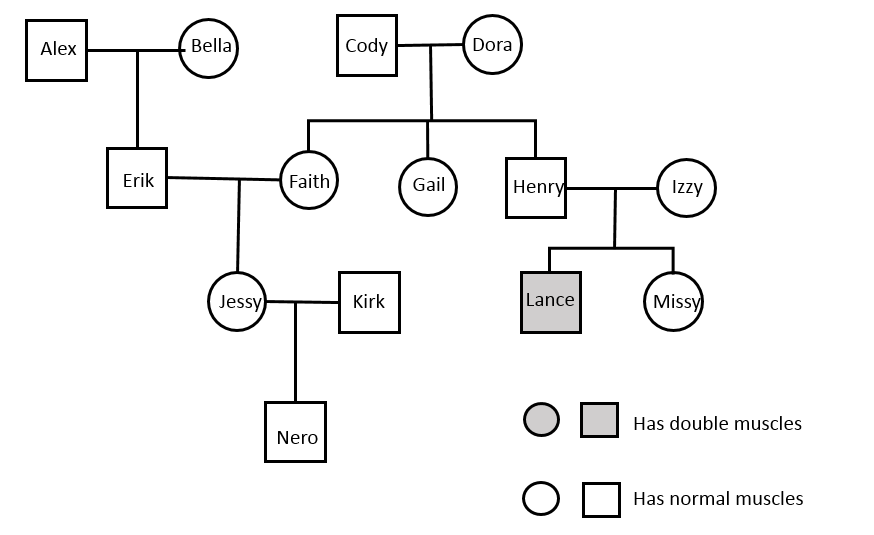 Alex
Bella
Cody
Dora
Erik
Faith
Gail
Henry
Izzy
Jessy
Kirk
Lance
Missy
Nero
Has double muscles
Has normal muscles